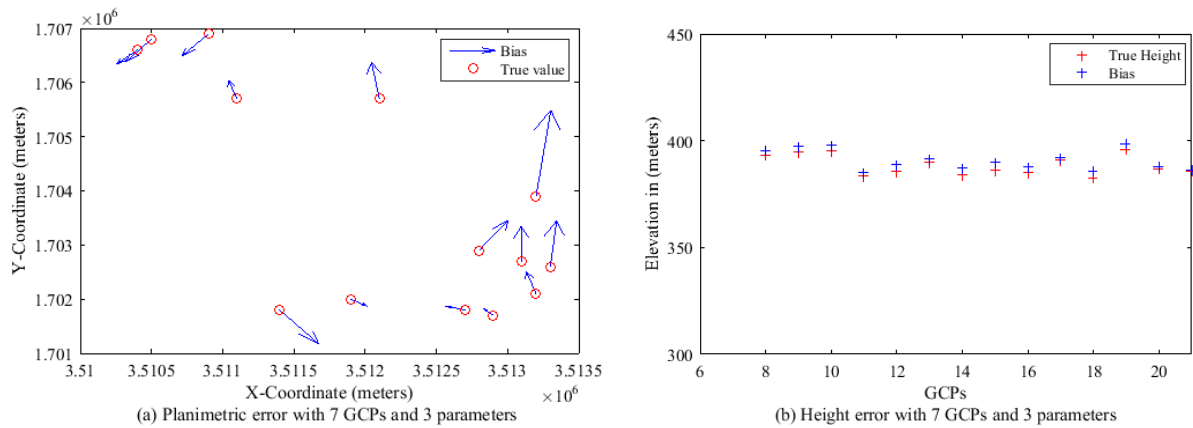 ×10⁶
1.707
1.706
1.705
1.704
1.703
1.702
1.701
Y-Coordinate (meters)
Bias
True value
3.51 3.5105 3.511 3.5115 3.512 3.5125 3.513 3.5135
X-Coordinate (meters)
×10⁶
(a) Planimetric error with 7 GCPs and 3 parameters
450
400
350
300
Elevation in (meters)
True Height
Bias
6 8 10 12 14 16 18 20
GCPs
(b) Height error with 7 GCPs and 3 parameters